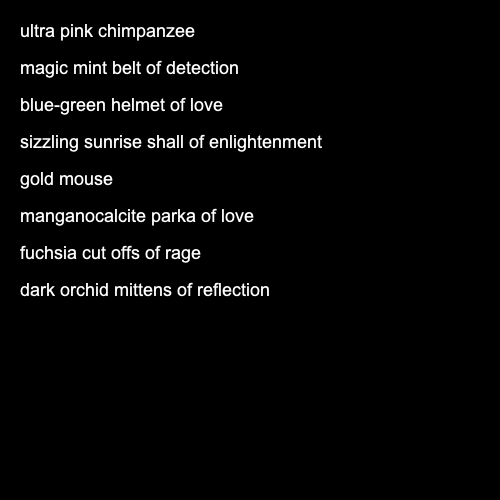 ultra pink chimpanzee
magic mint belt of detection
blue-green helmet of love
sizzling sunrise shall of enlightenment
gold mouse
manganocalcite parka of love
fuchsia cut offs of rage
dark orchid mittens of reflection